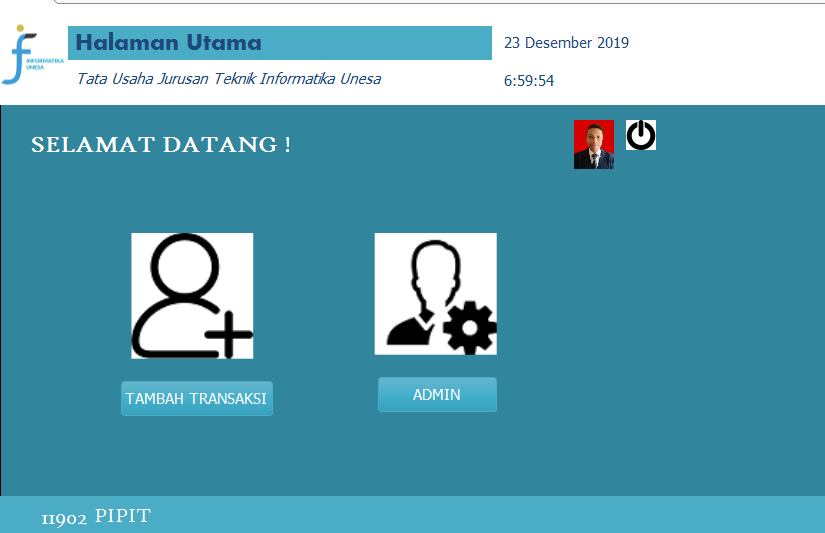 INFORMATIKA
UNESA
Halaman Utama
23 Desember 2019
Tata Usaha Jurusan Teknik Informatika Unesa
6:59:54
SELAMAT DATANG !
TAMBAH TRANSAKSI
ADMIN
11902 PIPIT